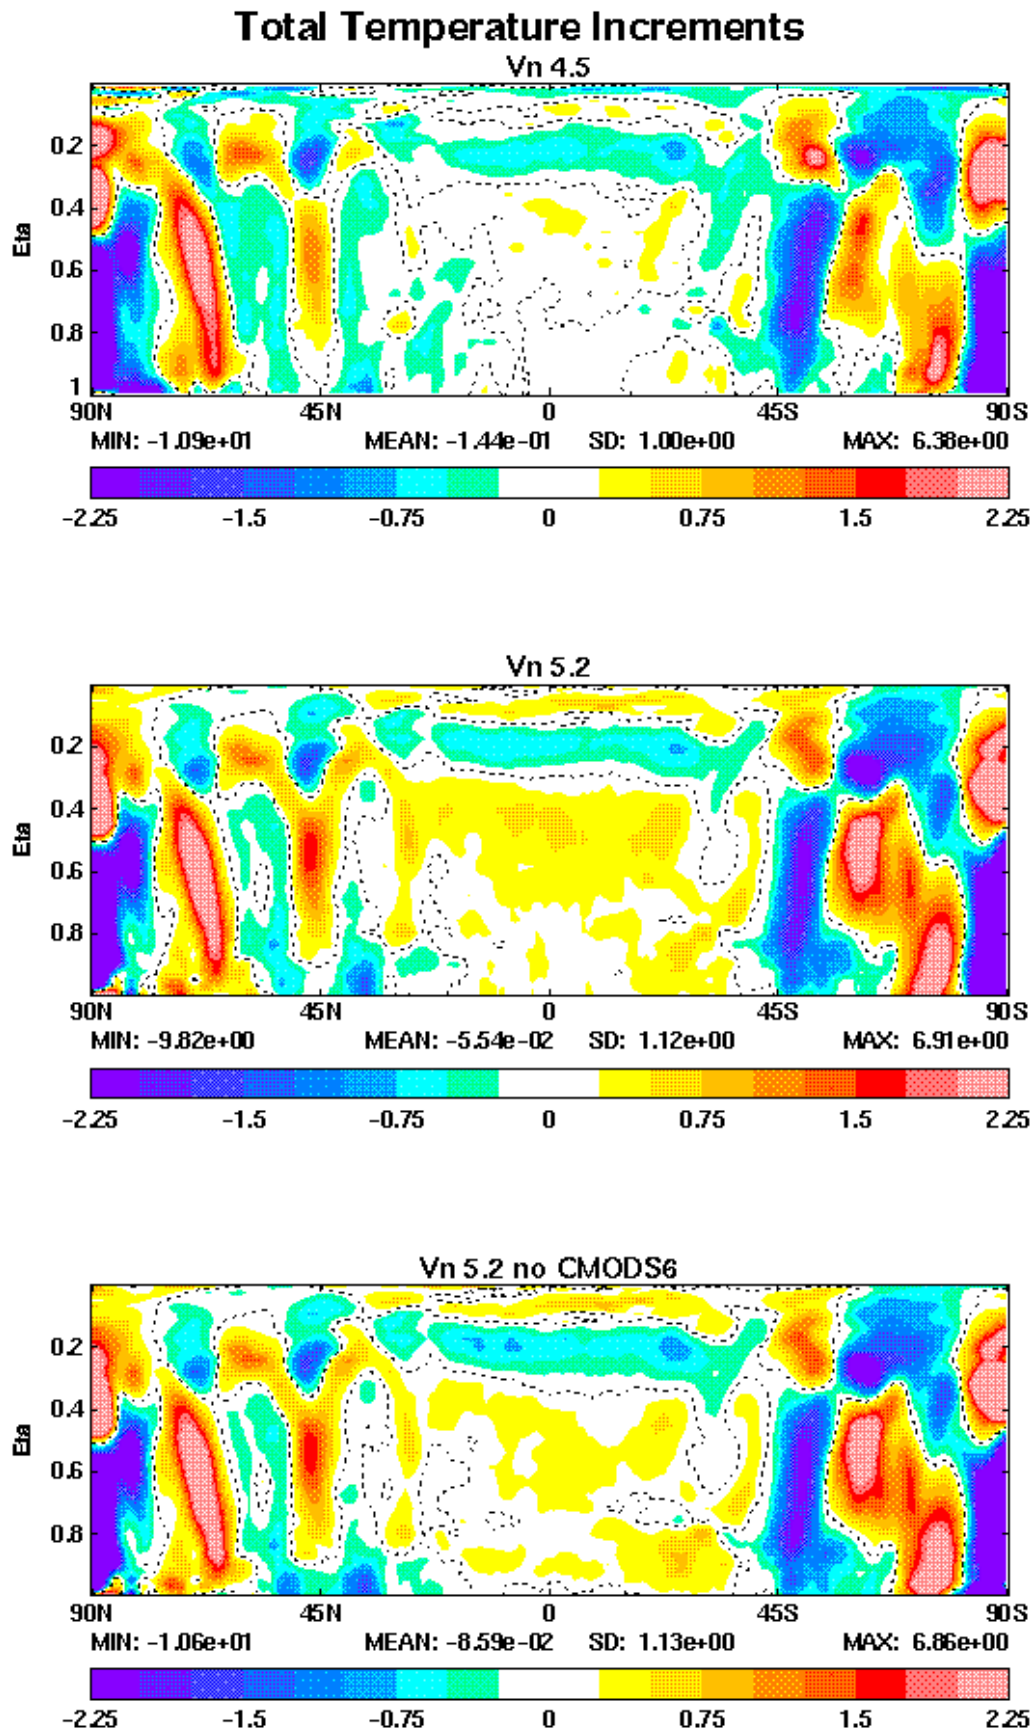 Total Temperature Increments
Vn 4.5
0.2
0.4
Eta
0.6
0.8
1
90N 45N 0 45S 90S
MIN: -1.09e+01 MEAN: -1.44e-01 SD: 1.00e+00 MAX: 6.38e+00
-2.25 -1.5 -0.75 0 0.75 1.5 2.25
Vn 5.2
0.2
0.4
Eta
0.6
0.8
90N 45N 0 45S 90S
MIN: -9.82e+00 MEAN: -5.54e-02 SD: 1.12e+00 MAX: 6.91e+00
-2.25 -1.5 -0.75 0 0.75 1.5 2.25
Vn 5.2 no CMODS6
0.2
0.4
Eta
0.6
0.8
90N 45N 0 45S 90S
MIN: -1.06e+01 MEAN: -8.59e-02 SD: 1.13e+00 MAX: 6.86e+00
-2.25 -1.5 -0.75 0 0.75 1.5 2.25